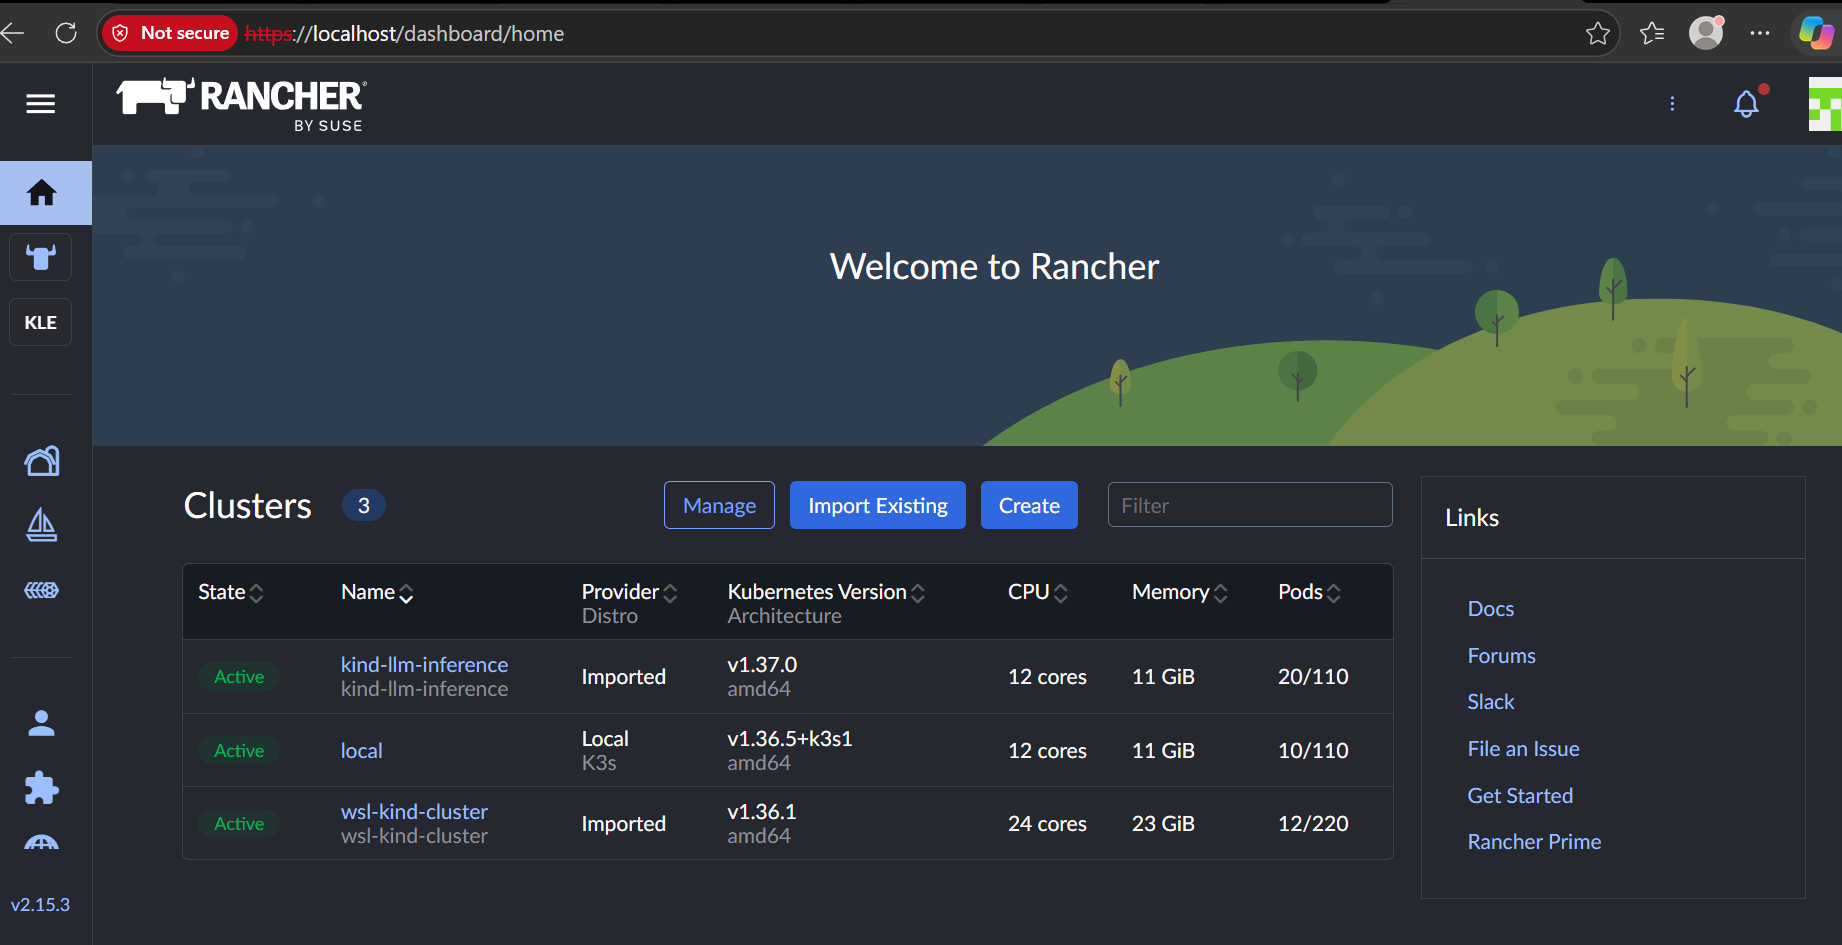 Not secure https://localhost/dashboard/home
RANCHER
BY SUSE
KLE
Welcome to Rancher
Clusters 3 Manage Import Existing Create Filter
State Name Provider Kubernetes Version CPU Memory Pods
Distro Architecture
Active kind-llm-inference Imported v1.37.0 12 cores 11 GiB 20/110
kind-llm-inference amd64
Active local Local v1.36.5+k3s1 12 cores 11 GiB 10/110
K3s amd64
Active wsl-kind-cluster Imported v1.36.1 24 cores 23 GiB 12/220
wsl-kind-cluster amd64
Links
Docs
Forums
Slack
File an Issue
Get Started
Rancher Prime
v2.15.3